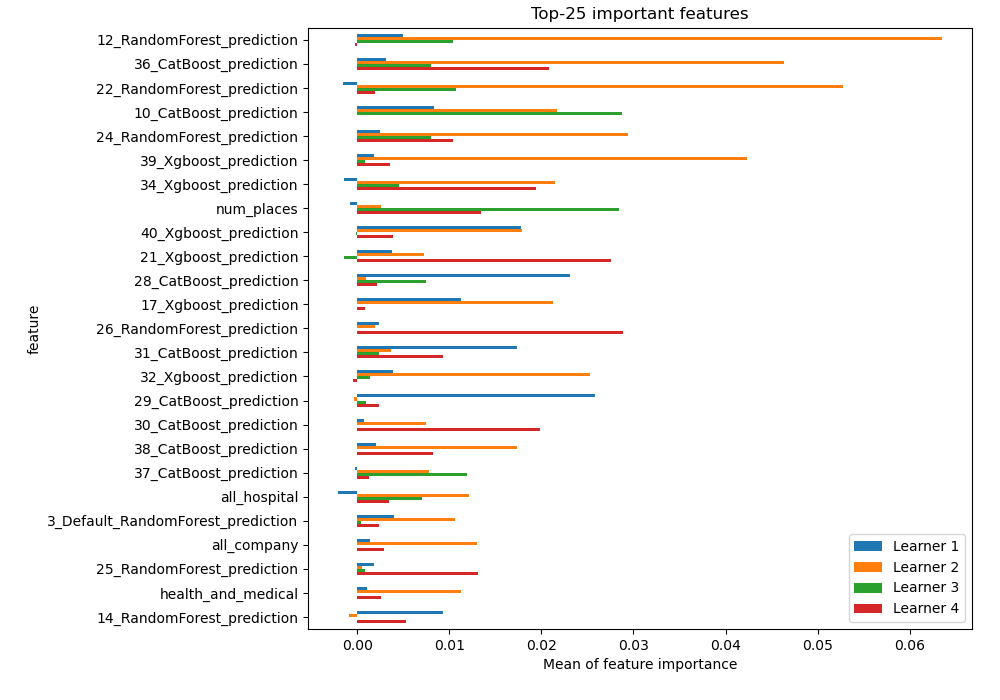 Top-25 important features
12_RandomForest_prediction
36_CatBoost_prediction
22_RandomForest_prediction
10_CatBoost_prediction
24_RandomForest_prediction
39_Xgboost_prediction
34_Xgboost_prediction
num_places
40_Xgboost_prediction
21_Xgboost_prediction
28_CatBoost_prediction
17_Xgboost_prediction
26_RandomForest_prediction
31_CatBoost_prediction
32_Xgboost_prediction
29_CatBoost_prediction
30_CatBoost_prediction
38_CatBoost_prediction
37_CatBoost_prediction
all_hospital
3_Default_RandomForest_prediction
all_company
25_RandomForest_prediction
health_and_medical
14_RandomForest_prediction
feature
Learner 1
Learner 2
Learner 3
Learner 4
0.00 0.01 0.02 0.03 0.04 0.05 0.06
Mean of feature importance